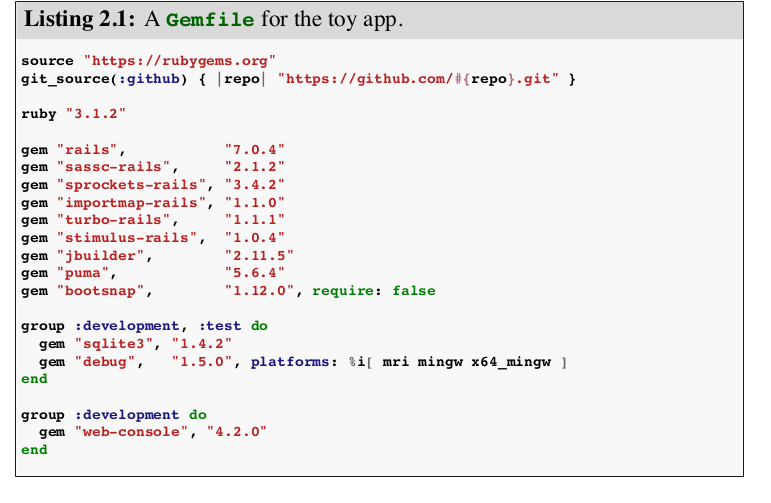 Listing 2.1: A Gemfile for the toy app.
source "https://rubygems.org"
git_source(:github) { |repo| "https://github.com/#{repo}.git" }
ruby "3.1.2"
gem "rails", "7.0.4"
gem "sassc-rails", "2.1.2"
gem "sprockets-rails", "3.4.2"
gem "importmap-rails", "1.1.0"
gem "turbo-rails", "1.1.1"
gem "stimulus-rails", "1.0.4"
gem "jbuilder", "2.11.5"
gem "puma", "5.6.4"
gem "bootsnap", "1.12.0", require: false
group :development, :test do
  gem "sqlite3", "1.4.2"
  gem "debug", "1.5.0", platforms: %i[ mri mingw x64_mingw ]
end
group :development do
  gem "web-console", "4.2.0"
end